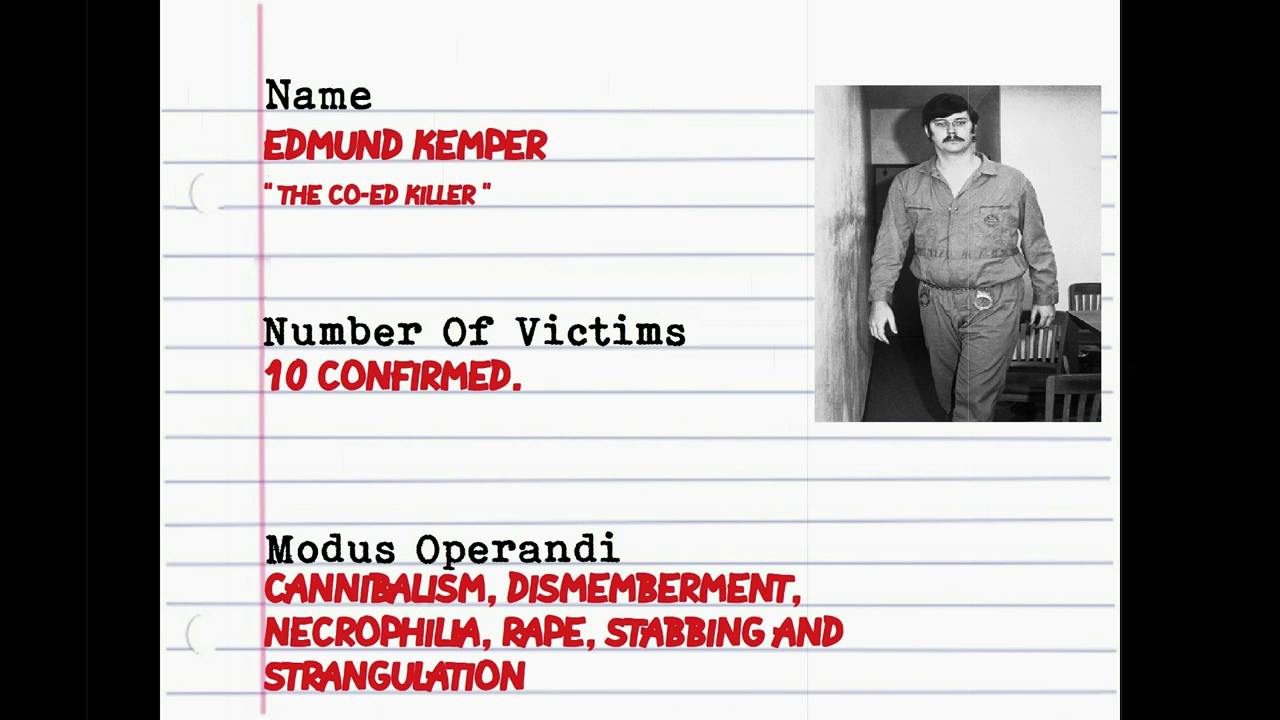 Name
EDMUND KEMPER
" THE CO-ED KILLER "
Number Of Victims
10 CONFIRMED.
Modus Operandi
CANNIBALISM, DISMEMBERMENT,
NECROPHILIA, RAPE, STABBING AND
STRANGULATION